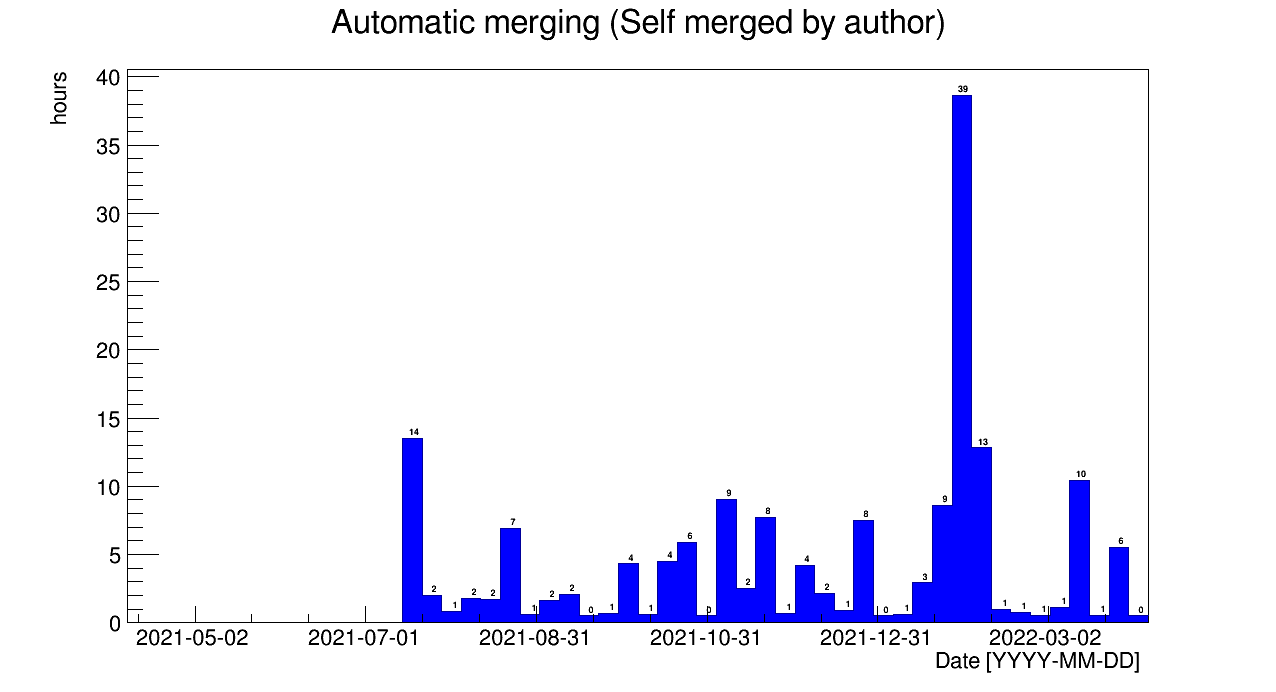 Automatic merging (Self merged by author)
hours
40
35
30
25
20
15
10
5
0
14 2 1 2 2 7 1 2 2 0 1 4 1 4 6 0 9 2 8 1 4 2 1 8 0 1 3 9 39 13 1 1 1 1 10 1 6 0
2021-05-02 2021-07-01 2021-08-31 2021-10-31 2021-12-31 2022-03-02
Date [YYYY-MM-DD]